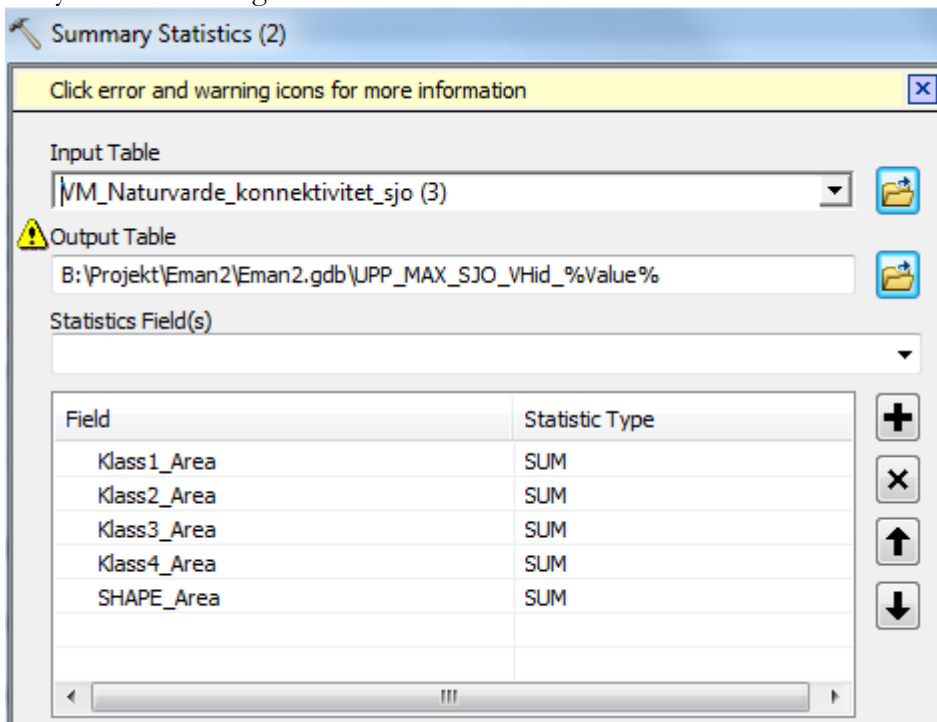 Summary Statistics (2)
Click error and warning icons for more information
Input Table
VM_Naturvarde_konnektivitet_sjo (3)
Output Table
B:\Projekt\Eman2\Eman2.gdb\UPP_MAX_SJO_VHid_%Value%
Statistics Field(s)
Field Statistic Type
Klass1_Area SUM
Klass2_Area SUM
Klass3_Area SUM
Klass4_Area SUM
SHAPE_Area SUM